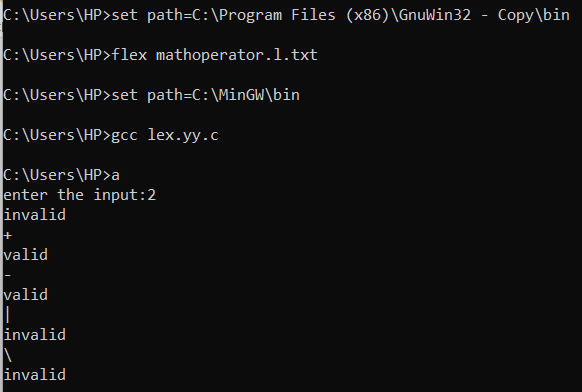 C:\Users\HP>set path=C:\Program Files (x86)\GnuWin32 - Copy\bin
C:\Users\HP>flex mathoperator.l.txt
C:\Users\HP>set path=C:\MinGW\bin
C:\Users\HP>gcc lex.yy.c
C:\Users\HP>a
enter the input:2
invalid
+
valid
-
valid
|
invalid
\
invalid